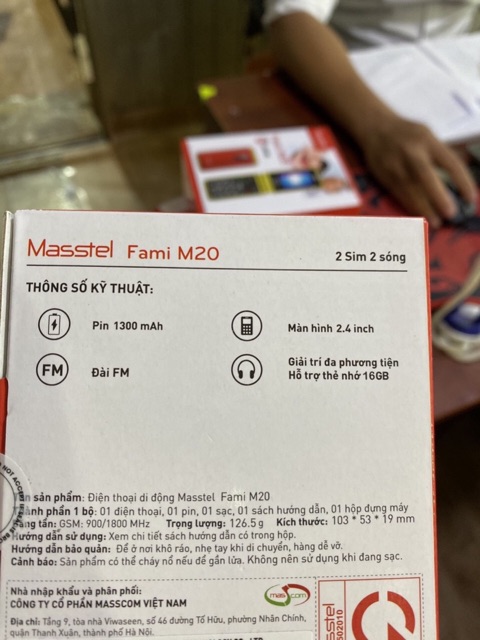 Masstel Fami M20 2 Sim 2 sóng
THÔNG SỐ KỸ THUẬT:
Pin 1300 mAh Màn hình 2.4 inch
FM Đài FM Giải trí đa phương tiện
Hỗ trợ thẻ nhớ 16GB
sản phẩm: Điện thoại di động Masstel Fami M20
phần 1 bộ: 01 điện thoại, 01 pin, 01 sạc, 01 sách hướng dẫn, 01 hộp đựng máy
tần: GSM: 900/1800 MHz Trọng lượng: 126.5 g Kích thước: 103 * 53 * 19 mm
Hướng dẫn sử dụng: Xem chi tiết sách hướng dẫn có trong hộp.
Hướng dẫn bảo quản: Để ở nơi khô ráo, nhẹ tay khi di chuyển, hàng dễ vỡ.
Cảnh báo: Sản phẩm có thể cháy nổ nếu để gần lửa. Không nên sử dụng khi đang sạc.
Nhà nhập khẩu và phân phối:
CÔNG TY CỔ PHẦN MASSCOM VIỆT NAM
mascom
Địa chỉ: Tầng 9, tòa nhà Viwaseen, số 46 đường Tố Hữu, phường Nhân Chính,
quận Thanh Xuân, thành phố Hà Nội.